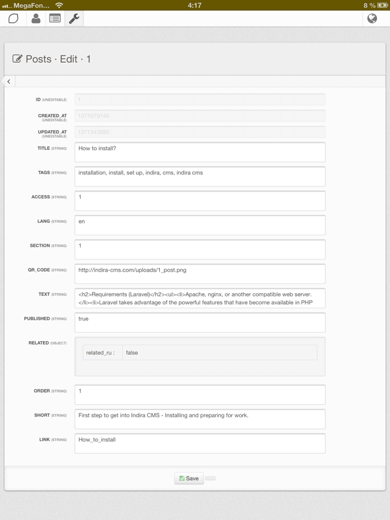 MegaFon...
4:17
8 %
Posts · Edit · 1
ID (UNEDITABLE)
1
CREATED_AT (UNEDITABLE)
UPDATED_AT (UNEDITABLE)
TITLE (STRING)
How to install?
TAGS (STRING)
installation, install, set up, indira, cms, indira cms
ACCESS (STRING)
1
LANG (STRING)
en
SECTION (STRING)
1
QR_CODE (STRING)
http://indira-cms.com/uploads/1_post.png
TEXT (STRING)
<h2>Requirements (Laravel)</h2><ul><li>Apache, nginx, or another compatible web server.
</li><li>Laravel takes advantage of the powerful features that have become available in PHP
PUBLISHED (STRING)
true
RELATED (OBJECT)
related_ru :
false
ORDER (STRING)
1
SHORT (STRING)
First step to get into Indira CMS - Installing and preparing for work.
LINK (STRING)
How_to_install
Save